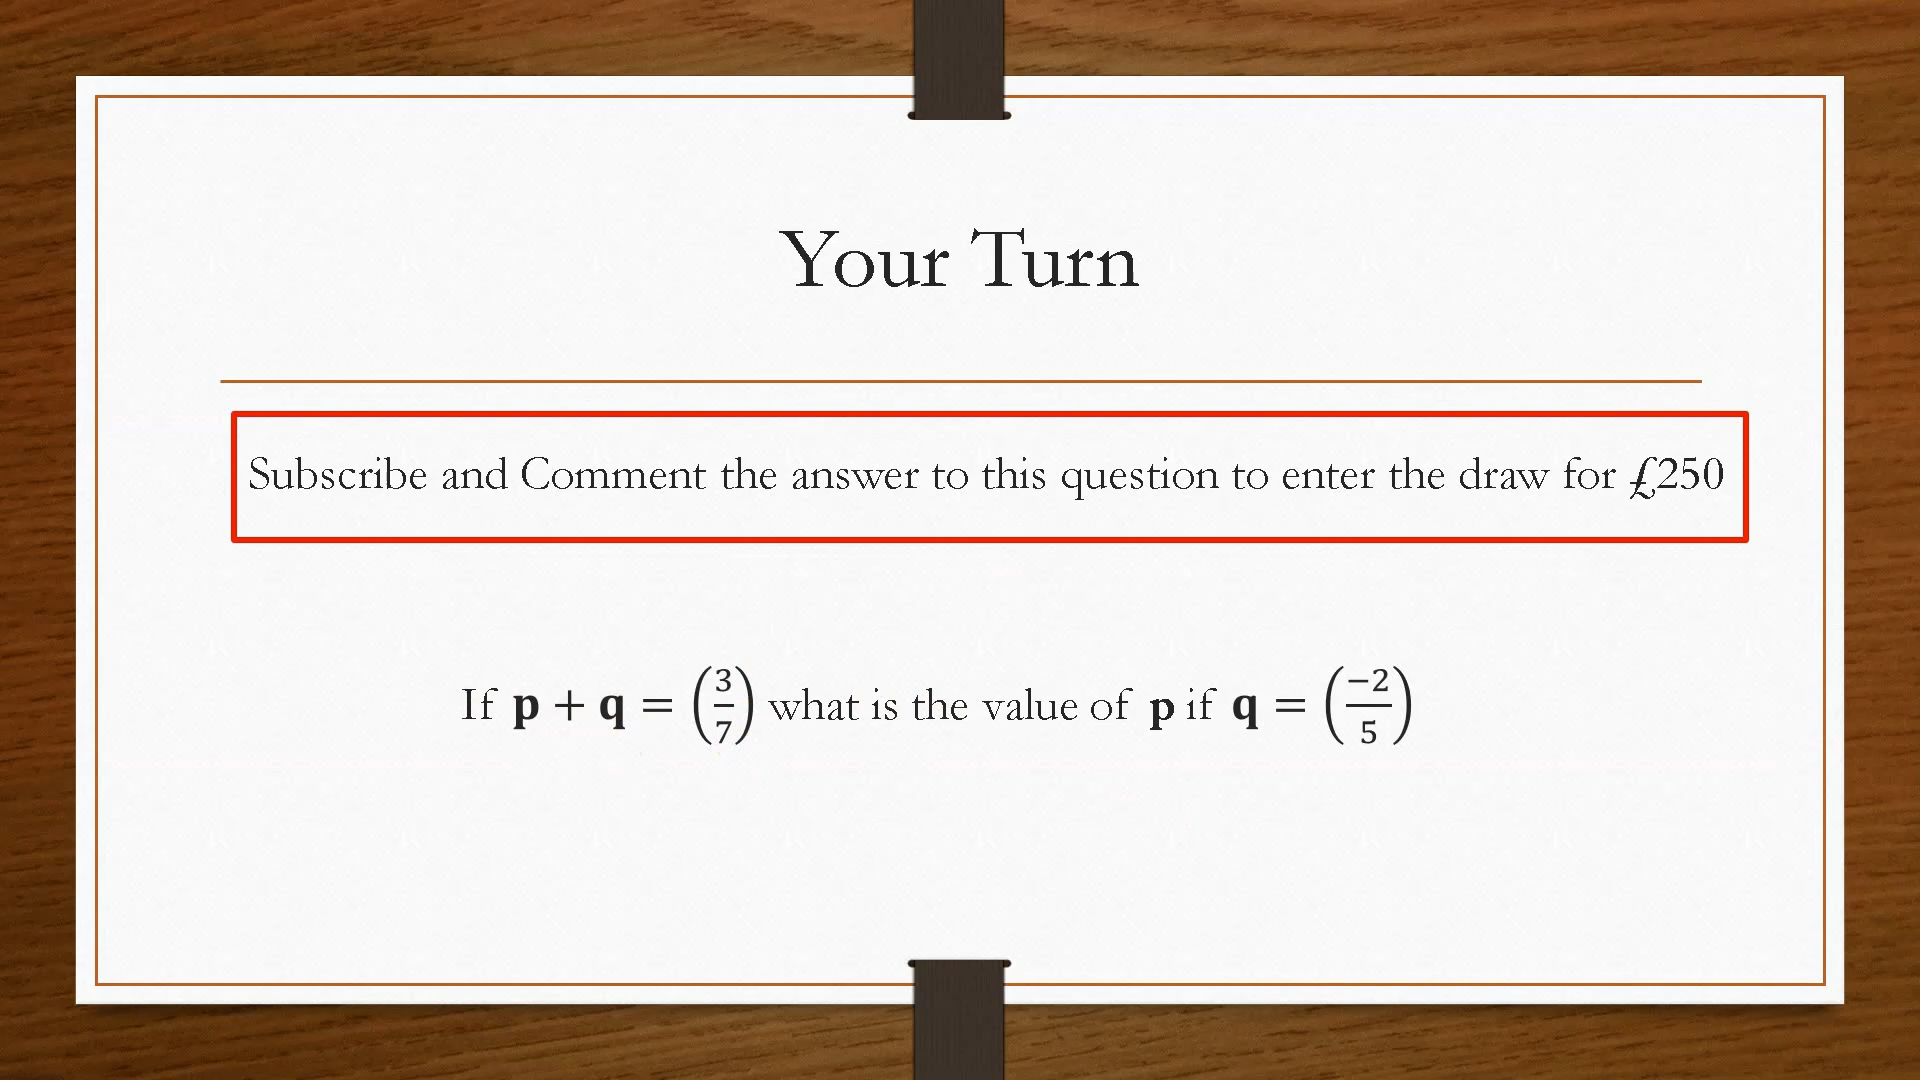 Your Turn
Subscribe and Comment the answer to this question to enter the draw for £250
If p + q = (3/7) what is the value of p if q = (−2/5)